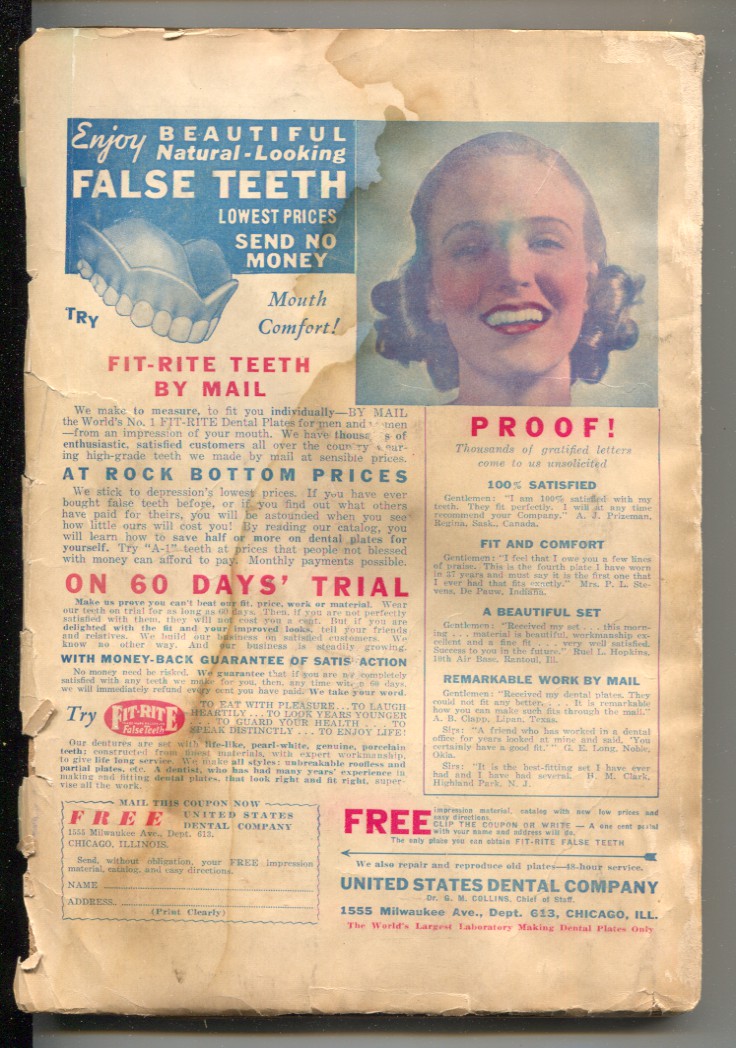 Enjoy BEAUTIFUL
Natural-Looking
FALSE TEETH
LOWEST PRICES
SEND NO
MONEY
TRY
Mouth
Comfort!
FIT-RITE TEETH
BY MAIL
We make to measure, to fit you individually—BY MAIL
the World's No. 1 FIT-RITE Dental Plates for men and
—from an impression of your mouth. We have of
enthusiastic, satisfied customers all over the country
ing high-grade teeth we made by mail at sensible prices.
AT ROCK BOTTOM PRICES
We stick to depression's lowest prices. If you have ever
bought false teeth before, or if you find out what others
have paid for theirs, you will be astounded when you see
how little ours will cost you! By reading our catalog, you
will learn how to save half or more on dental plates for
yourself. Try "A-1" teeth at prices that people not blessed
with money can afford to pay. Monthly payments possible.
ON 60 DAYS' TRIAL
Make us prove you can't beat our fit, price, work or material. Wear
our teeth on trial for as long as 60 days. Then, if you are not perfectly
satisfied with them, they will not cost you a cent. But if you are
delighted with the fit and your improved looks, tell your friends
and relatives. We build our business on satisfied customers. We
know no other way. And our business is steadily growing.
WITH MONEY-BACK GUARANTEE OF SATISFACTION
No money need be risked. We guarantee that if you are not completely
satisfied with any teeth we make for you, then, any time within 60 days,
we will immediately refund every cent you have paid. We take your word.
Try FIT-RITE
False Teeth
TO EAT WITH PLEASURE...TO LAUGH
HEARTILY...TO LOOK YEARS YOUNGER
...TO GUARD YOUR HEALTH...TO
SPEAK DISTINCTLY...TO ENJOY LIFE!
Our dentures are set with life-like, pearl-white, genuine, porcelain
teeth; constructed from finest materials, with expert workmanship,
to give life long service. We make all styles: unbreakable roofless and
partial plates, etc. A dentist, who has had many years' experience in
making and fitting dental plates, that look right and fit right, super-
vise all the work.
MAIL THIS COUPON NOW
FREE UNITED STATES
DENTAL COMPANY
1555 Milwaukee Ave., Dept. 613,
CHICAGO, ILLINOIS.
Send, without obligation, your FREE impression
material, catalog, and easy directions.
NAME
ADDRESS
(Print Clearly)
PROOF!
Thousands of gratified letters
come to us unsolicited
100% SATISFIED
Gentlemen: "I am 100% satisfied with my
teeth. They fit perfectly. I will at any time
recommend your Company." A. J. Prizeman,
Regina, Sask., Canada.
FIT AND COMFORT
Gentlemen: "I feel that I owe you a few lines
of praise. This is the fourth plate I have worn
in 27 years and must say it is the first one that
I ever had that fits exactly." Mrs. P. L. Ste-
vens, De Pauw,
A BEAUTIFUL SET
Gentlemen: "Received my set . . . this morn-
ing . . . material is beautiful, workmanship ex-
cellent and a fine fit . . . very well satisfied.
Success to you in the future." Ruel L. Hopkins,
16th Air Base, Rantoul, Ill.
REMARKABLE WORK BY MAIL
Gentlemen: "Received my dental plates. They
could not fit any better. . . . It is remarkable
how you can make such fits through the mail."
A. B. Clapp, Lipan, Texas.
Sirs: "A friend who has worked in a dental
office for years looked at mine and said, 'You
certainly have a good fit.'" G. E. Long, Noble,
Okla.
Sirs: "It is the best-fitting set I have ever
had and I have had several. H. M. Clark,
Highland Park, N. J.
FREE impression material, catalog with new low prices and
easy directions.
CLIP THE COUPON OR WRITE — A one cent postal
with your name and address will do.
The only place you can obtain FIT-RITE FALSE TEETH
We also repair and reproduce old plates—48-hour service.
UNITED STATES DENTAL COMPANY
Dr. G. M. COLLINS, Chief of Staff.
1555 Milwaukee Ave., Dept. 613, CHICAGO, ILL.
The World's Largest Laboratory Making Dental Plates Only